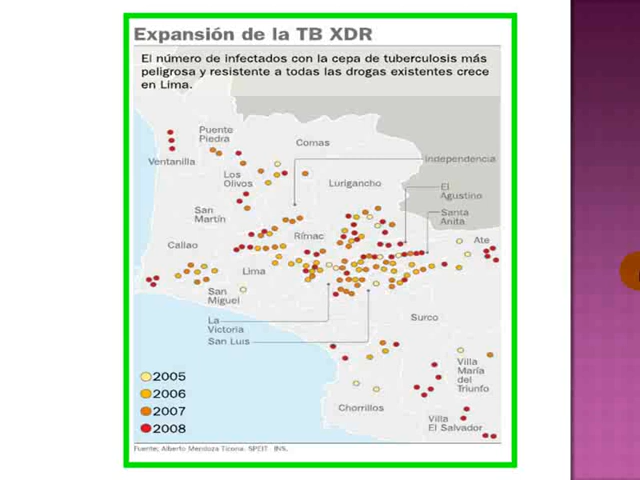 Expansión de la TB XDR
El número de infectados con la cepa de tuberculosis más
peligrosa y resistente a todas las drogas existentes crece
en Lima.
Puente
Piedra
Comas
Ventanilla
Independencia
Los
Olivos
Lurigancho
El
Agustino
San
Martín
Santa
Anita
Rímac
Ate
Callao
Lima
San
Miguel
La
Victoria
Surco
San Luis
Villa
María
del
Triunfo
2005
2006
2007
2008
Chorrillos
Villa
El Salvador
Fuente: Alberto Mendoza Ticona. SPEIT INS.